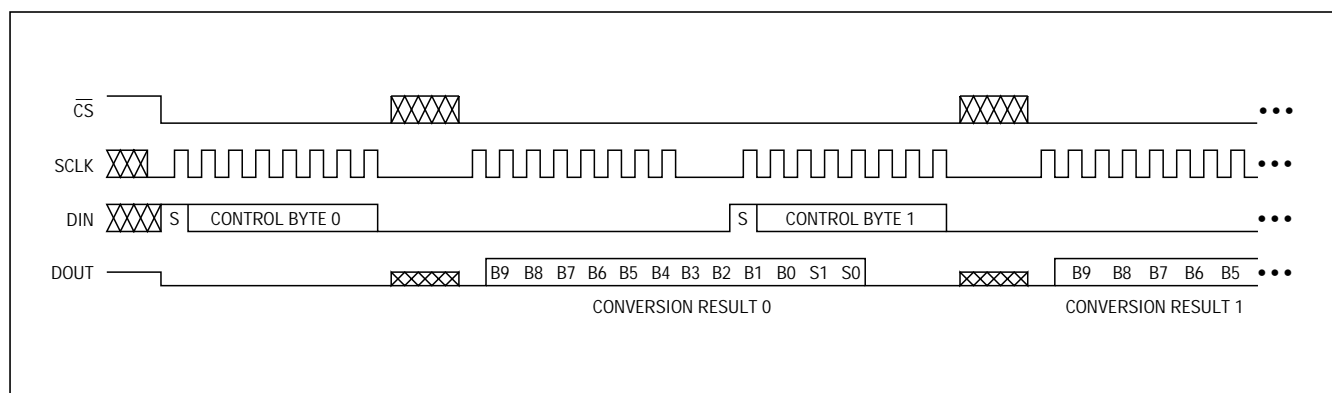 CS
SCLK
DIN S CONTROL BYTE 0 S CONTROL BYTE 1
DOUT B9 B8 B7 B6 B5 B4 B3 B2 B1 B0 S1 S0 B9 B8 B7 B6 B5
CONVERSION RESULT 0 CONVERSION RESULT 1